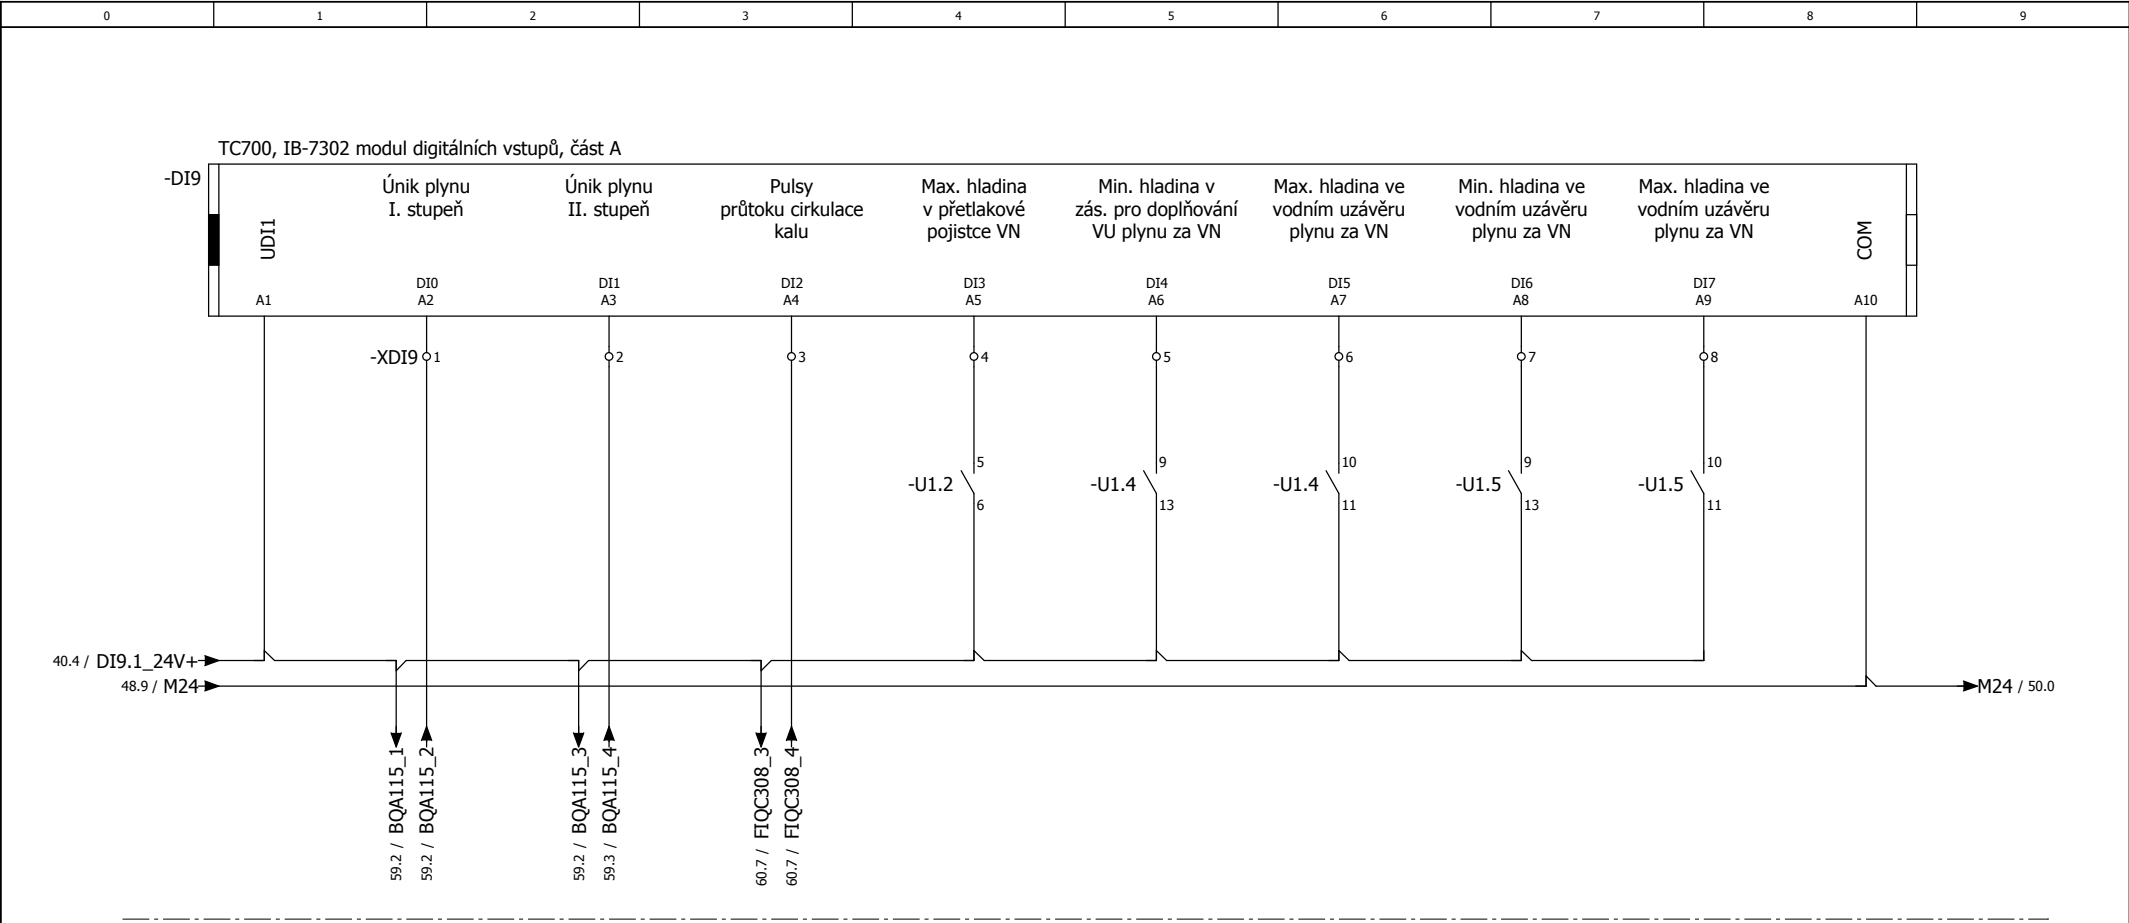 0 1 2 3 4 5 6 7 8 9
TC700, IB-7302 modul digitálních vstupů, část A
-DI9
UDI1
Únik plynu
I. stupeň
Únik plynu
II. stupeň
Pulsy
průtoku cirkulace
kalu
Max. hladina
v přetlakové
pojistce VN
Min. hladina v
zás. pro doplňování
VU plynu za VN
Max. hladina ve
vodním uzávěru
plynu za VN
Min. hladina ve
vodním uzávěru
plynu za VN
Max. hladina ve
vodním uzávěru
plynu za VN
COM
DI0 DI1 DI2 DI3 DI4 DI5 DI6 DI7
A1 A2 A3 A4 A5 A6 A7 A8 A9 A10
-XDI9 1 2 3 4 5 6 7 8
5 9 10 9 10
-U1.2 -U1.4 -U1.4 -U1.5 -U1.5
6 13 11 13 11
40.4 / DI9.1_24V+
48.9 / M24
M24 / 50.0
59.2 / BQA115_1
59.2 / BQA115_2
59.2 / BQA115_3
59.3 / BQA115_4
60.7 / FIQC308_3
60.7 / FIQC308_4